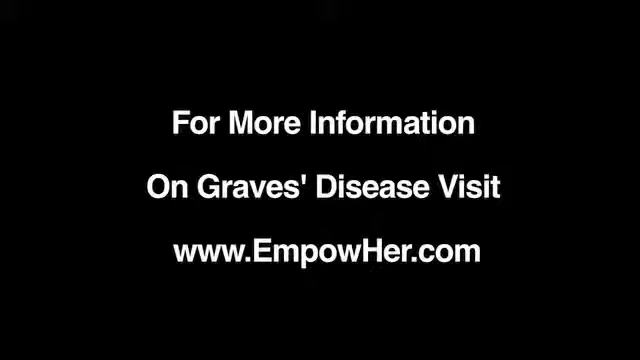 For More Information
On Graves' Disease Visit
www.EmpowHer.com